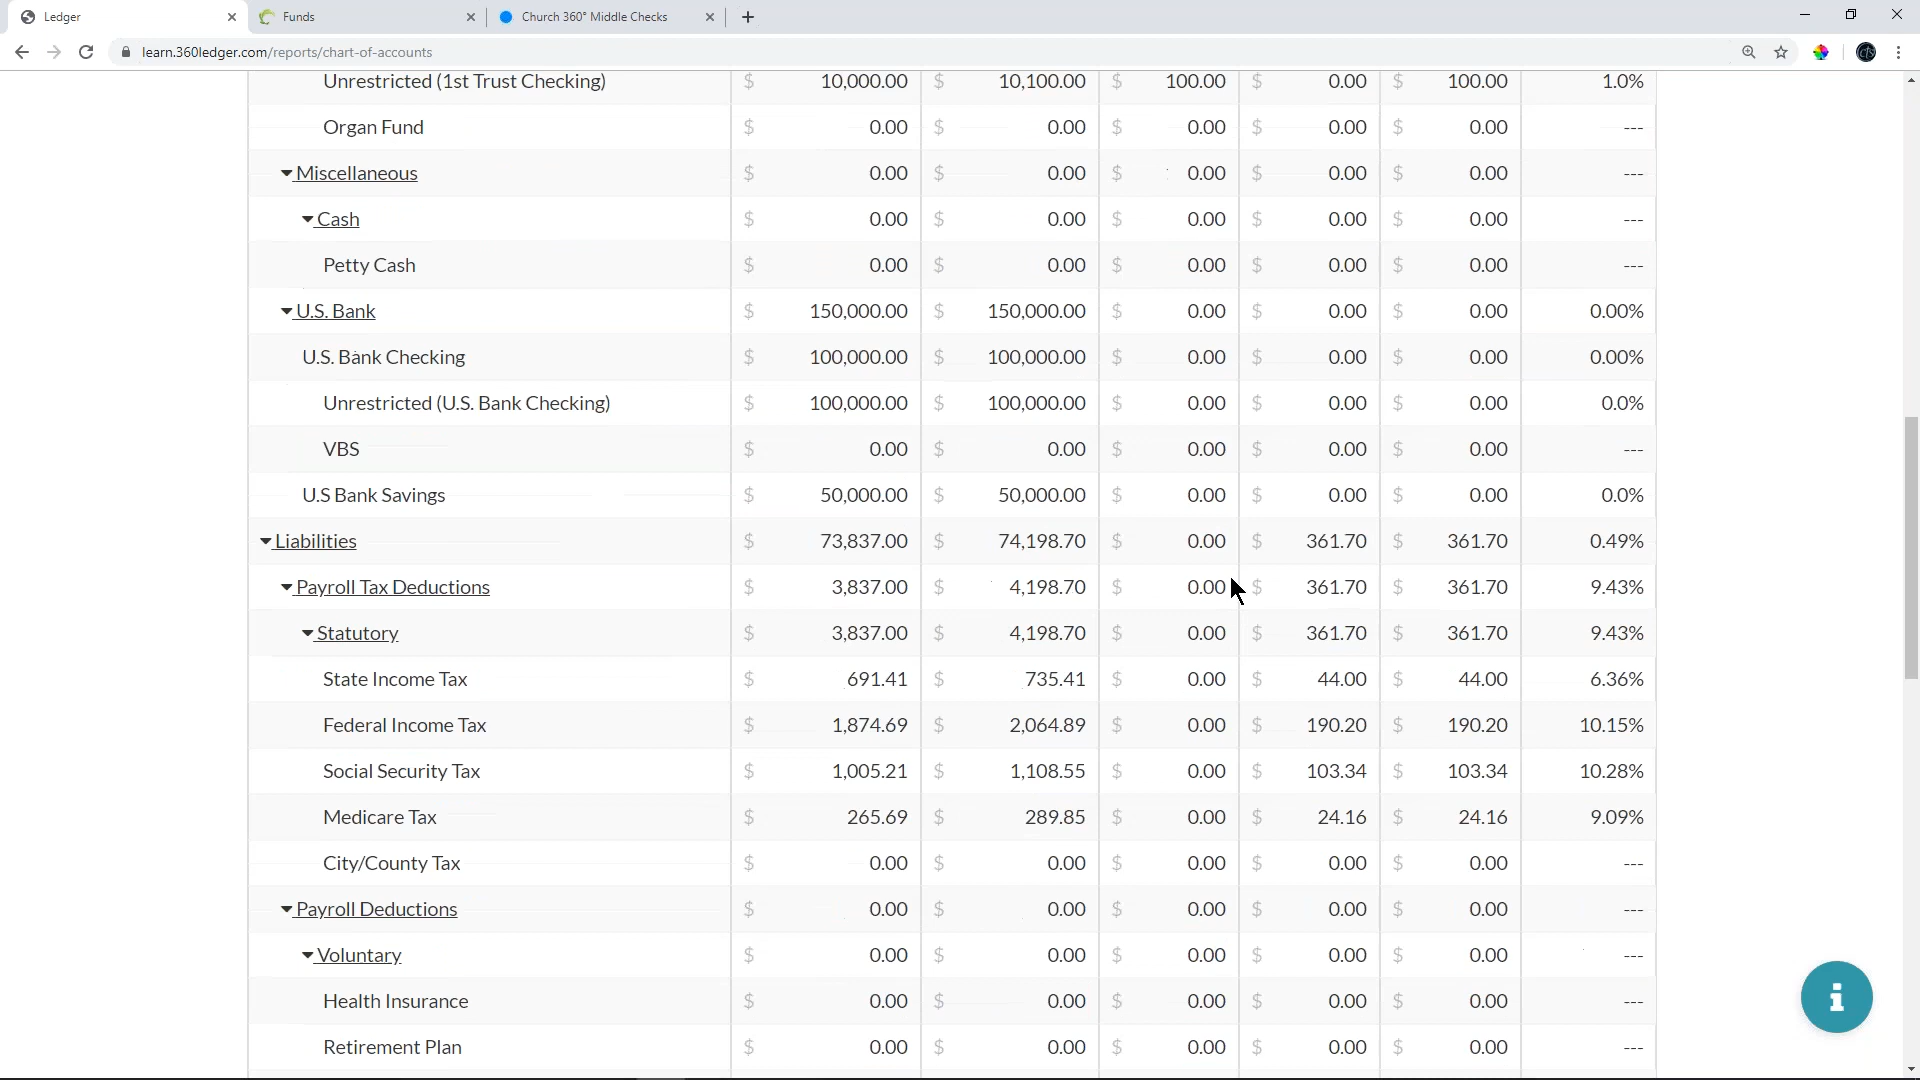 Ledger
Funds
Church 360° Middle Checks
learn.360ledger.com/reports/chart-of-accounts
Unrestricted (1st Trust Checking) $ 10,000.00 $ 10,100.00 $ 100.00 $ 0.00 $ 100.00 1.0%
Organ Fund $ 0.00 $ 0.00 $ 0.00 $ 0.00 $ 0.00 ---
Miscellaneous $ 0.00 $ 0.00 $ 0.00 $ 0.00 $ 0.00 ---
Cash $ 0.00 $ 0.00 $ 0.00 $ 0.00 $ 0.00 ---
Petty Cash $ 0.00 $ 0.00 $ 0.00 $ 0.00 $ 0.00 ---
U.S. Bank $ 150,000.00 $ 150,000.00 $ 0.00 $ 0.00 $ 0.00 0.00%
U.S. Bank Checking $ 100,000.00 $ 100,000.00 $ 0.00 $ 0.00 $ 0.00 0.00%
Unrestricted (U.S. Bank Checking) $ 100,000.00 $ 100,000.00 $ 0.00 $ 0.00 $ 0.00 0.0%
VBS $ 0.00 $ 0.00 $ 0.00 $ 0.00 $ 0.00 ---
U.S Bank Savings $ 50,000.00 $ 50,000.00 $ 0.00 $ 0.00 $ 0.00 0.0%
Liabilities $ 73,837.00 $ 74,198.70 $ 0.00 $ 361.70 $ 361.70 0.49%
Payroll Tax Deductions $ 3,837.00 $ 4,198.70 $ 0.00 $ 361.70 $ 361.70 9.43%
Statutory $ 3,837.00 $ 4,198.70 $ 0.00 $ 361.70 $ 361.70 9.43%
State Income Tax $ 691.41 $ 735.41 $ 0.00 $ 44.00 $ 44.00 6.36%
Federal Income Tax $ 1,874.69 $ 2,064.89 $ 0.00 $ 190.20 $ 190.20 10.15%
Social Security Tax $ 1,005.21 $ 1,108.55 $ 0.00 $ 103.34 $ 103.34 10.28%
Medicare Tax $ 265.69 $ 289.85 $ 0.00 $ 24.16 $ 24.16 9.09%
City/County Tax $ 0.00 $ 0.00 $ 0.00 $ 0.00 $ 0.00 ---
Payroll Deductions $ 0.00 $ 0.00 $ 0.00 $ 0.00 $ 0.00 ---
Voluntary $ 0.00 $ 0.00 $ 0.00 $ 0.00 $ 0.00 ---
Health Insurance $ 0.00 $ 0.00 $ 0.00 $ 0.00 $ 0.00 ---
Retirement Plan $ 0.00 $ 0.00 $ 0.00 $ 0.00 $ 0.00 ---